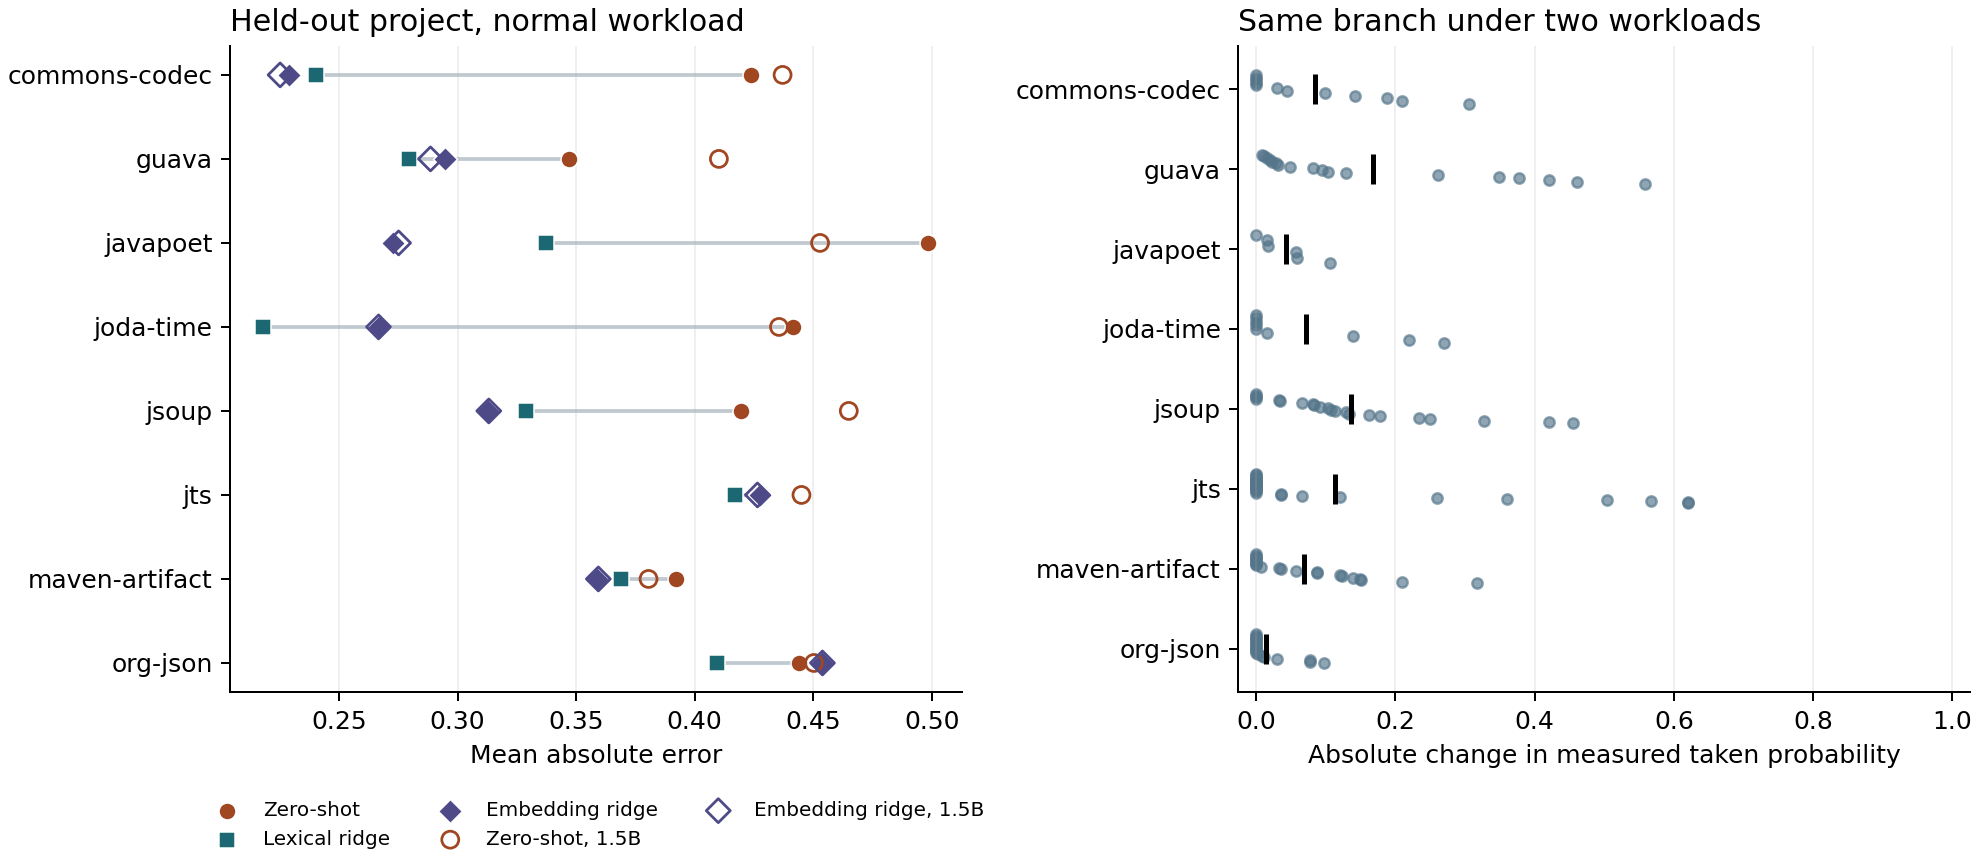 Held-out project, normal workload
commons-codec
guava
javapoet
joda-time
jsoup
jts
maven-artifact
org-json
0.25 0.30 0.35 0.40 0.45 0.50
Mean absolute error
Zero-shot
Lexical ridge
Embedding ridge
Zero-shot, 1.5B
Embedding ridge, 1.5B
Same branch under two workloads
commons-codec
guava
javapoet
joda-time
jsoup
jts
maven-artifact
org-json
0.0 0.2 0.4 0.6 0.8 1.0
Absolute change in measured taken probability